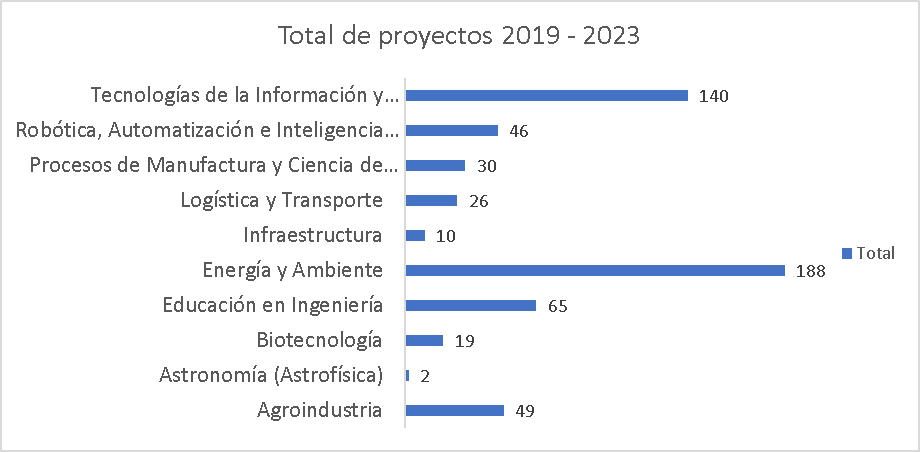 Total de proyectos 2019 - 2023
Tecnologías de la Información y... 140
Robótica, Automatización e Inteligencia... 46
Procesos de Manufactura y Ciencia de... 30
Logística y Transporte 26
Infraestructura 10
Energía y Ambiente 188
Total
Educación en Ingeniería 65
Biotecnología 19
Astronomía (Astrofísica) 2
Agroindustria 49